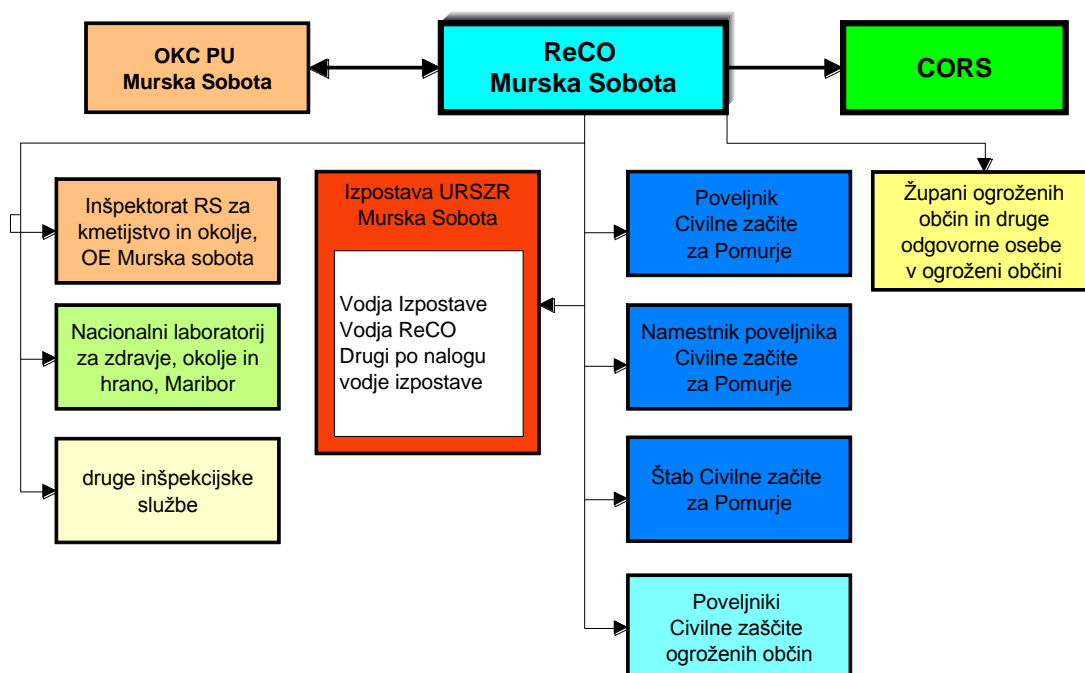 OKC PU
Murska Sobota
ReCO
Murska Sobota
CORS
Inšpektorat RS za
kmetijstvo in okolje,
OE Murska sobota
Nacionalni laboratorij
za zdravje, okolje in
hrano, Maribor
druge inšpekcijske
službe
Izpostava URSZR
Murska Sobota
Vodja Izpostave
Vodja ReCO
Drugi po nalogu
vodje izpostave
Poveljnik
Civilne začite
za Pomurje
Namestnik poveljnika
Civilne začite
za Pomurje
Štab Civilne začite
za Pomurje
Poveljniki
Civilne zaščite
ogroženih občin
Župani ogroženih
občin in druge
odgovorne osebe
v ogroženi občini